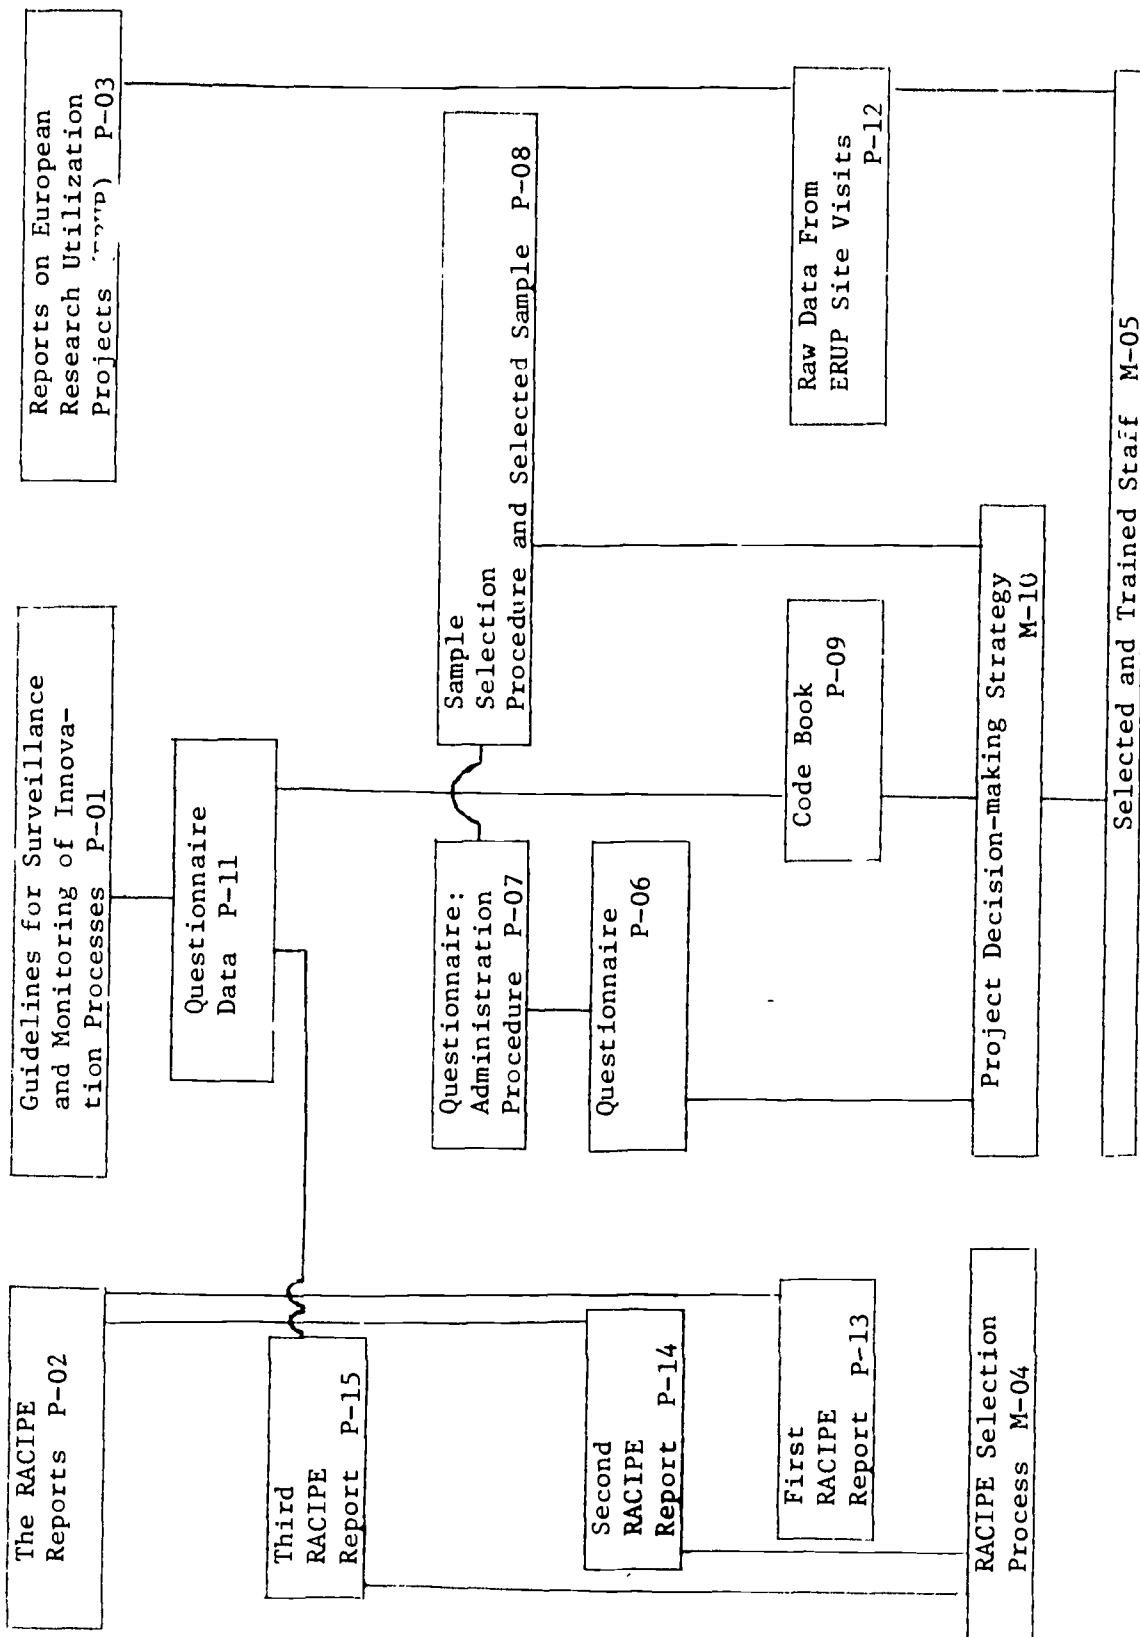 The RACIPE
Reports P-02
Guidelines for Surveillance
and Monitoring of Innova-
tion Processes P-01
Reports on European
Research Utilization
Projects P-03
Questionnaire
Data P-11
Third
RACIPE
Report P-15
Questionnaire:
Administration
Procedure P-07
Sample
Selection
Procedure and Selected Sample P-08
Second
RACIPE
Report P-14
Questionnaire
P-06
First
RACIPE
Report P-13
Code Book
P-09
Raw Data From
ERUP Site Visits
P-12
RACIPE Selection
Process M-04
Project Decision-making Strategy
M-10
Selected and Trained Staff M-05